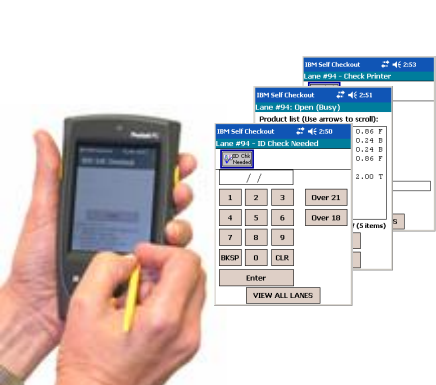 IBM Self Checkout 2:53
Lane #94 - Check Printer
IBM Self Checkout 2:51
Lane #94: Open (Busy)
Product list (Use arrows to scroll):
0.86 F
0.24 B
0.24 B
0.86 F
2.00 T
(5 items)
S
IBM Self Checkout 2:50
Lane #94 - ID Check Needed
ID Chk
Needed
/ /
1 2 3 Over 21
4 5 6 Over 18
7 8 9
BKSP 0 CLR
Enter
VIEW ALL LANES